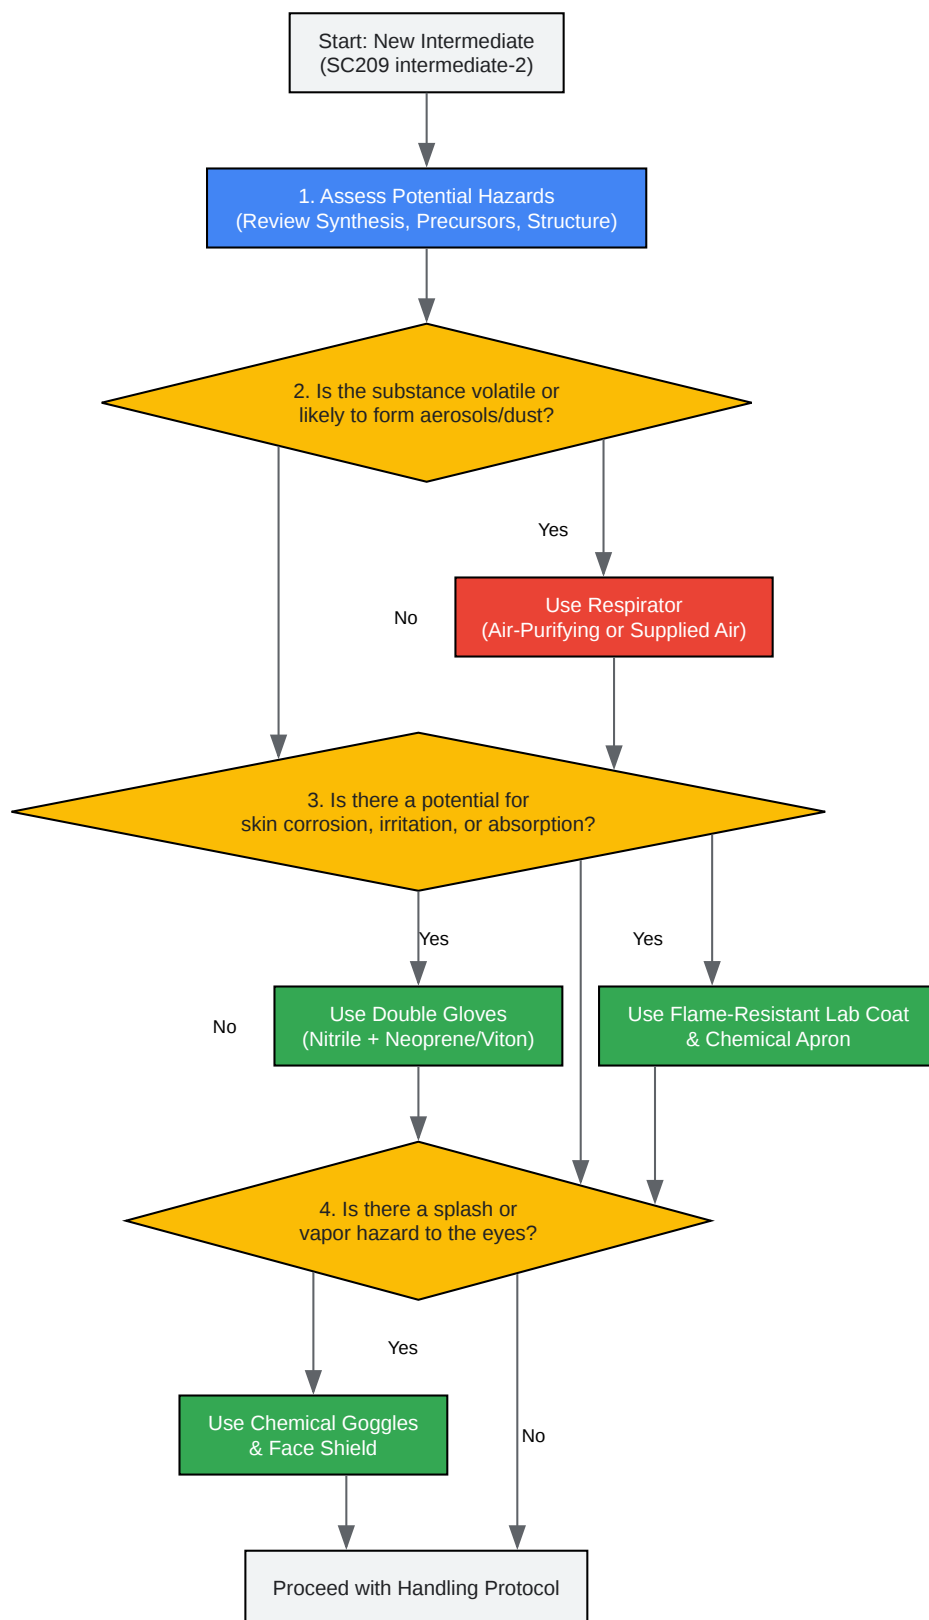 Start: New Intermediate
(SC209 intermediate-2)
1. Assess Potential Hazards
(Review Synthesis, Precursors, Structure)
2. Is the substance volatile or
likely to form aerosols/dust?
Yes
No
Use Respirator
(Air-Purifying or Supplied Air)
3. Is there a potential for
skin corrosion, irritation, or absorption?
Yes
Yes
No
Use Double Gloves
(Nitrile + Neoprene/Viton)
Use Flame-Resistant Lab Coat
& Chemical Apron
4. Is there a splash or
vapor hazard to the eyes?
Yes
No
Use Chemical Goggles
& Face Shield
Proceed with Handling Protocol